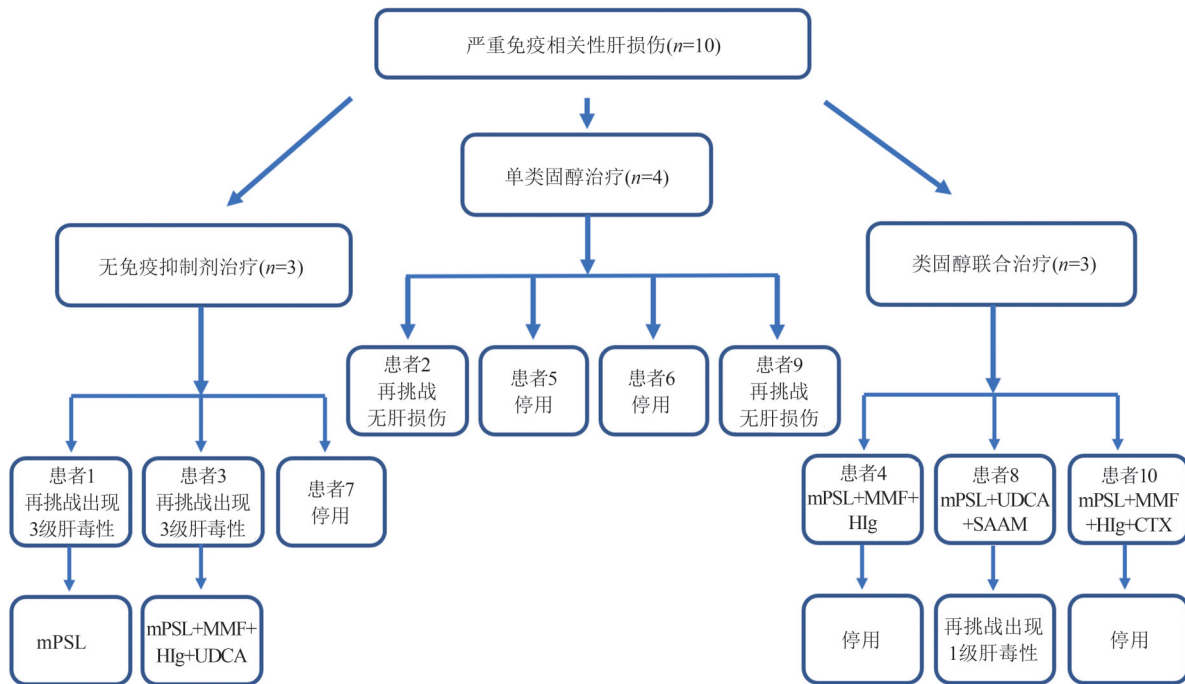 严重免疫相关性肝损伤(n=10)
单类固醇治疗(n=4)
无免疫抑制剂治疗(n=3)
类固醇联合治疗(n=3)
患者2
再挑战
无肝损伤
患者5
停用
患者6
停用
患者9
再挑战
无肝损伤
患者1
再挑战出现
3级肝毒性
患者3
再挑战出现
3级肝毒性
患者7
停用
患者4
mPSL+MMF+
HIg
患者8
mPSL+UDCA
+SAAM
患者10
mPSL+MMF
+HIg+CTX
mPSL
mPSL+MMF+
HIg+UDCA
停用
再挑战出现
1级肝毒性
停用